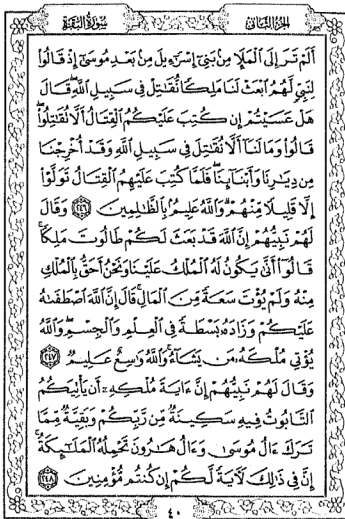 الجزء الثاني
سورة البقرة
أَلَمْ تَرَ إِلَى ٱلْمَلَإِ مِنۢ بَنِىٓ إِسْرَٰٓءِيلَ مِنۢ بَعْدِ مُوسَىٰٓ إِذْ قَالُوا۟
لِنَبِىٍّ لَّهُمُ ٱبْعَثْ لَنَا مَلِكًا نُّقَٰتِلْ فِى سَبِيلِ ٱللَّهِ ۖ قَالَ
هَلْ عَسَيْتُمْ إِن كُتِبَ عَلَيْكُمُ ٱلْقِتَالُ أَلَّا تُقَٰتِلُوا۟ ۖ
قَالُوا۟ وَمَا لَنَآ أَلَّا نُقَٰتِلَ فِى سَبِيلِ ٱللَّهِ وَقَدْ أُخْرِجْنَا
مِن دِيَٰرِنَا وَأَبْنَآئِنَا ۖ فَلَمَّا كُتِبَ عَلَيْهِمُ ٱلْقِتَالُ تَوَلَّوْا۟
إِلَّا قَلِيلًا مِّنْهُمْ ۗ وَٱللَّهُ عَلِيمٌۢ بِٱلظَّٰلِمِينَ ٢٤٦ وَقَالَ
لَهُمْ نَبِيُّهُمْ إِنَّ ٱللَّهَ قَدْ بَعَثَ لَكُمْ طَالُوتَ مَلِكًا ۚ
قَالُوٓا۟ أَنَّىٰ يَكُونُ لَهُ ٱلْمُلْكُ عَلَيْنَا وَنَحْنُ أَحَقُّ بِٱلْمُلْكِ
مِنْهُ وَلَمْ يُؤْتَ سَعَةً مِّنَ ٱلْمَالِ ۚ قَالَ إِنَّ ٱللَّهَ ٱصْطَفَىٰهُ
عَلَيْكُمْ وَزَادَهُۥ بَسْطَةً فِى ٱلْعِلْمِ وَٱلْجِسْمِ ۖ وَٱللَّهُ
يُؤْتِى مُلْكَهُۥ مَن يَشَآءُ ۚ وَٱللَّهُ وَٰسِعٌ عَلِيمٌ ٢٤٧
وَقَالَ لَهُمْ نَبِيُّهُمْ إِنَّ ءَايَةَ مُلْكِهِۦٓ أَن يَأْتِيَكُمُ
ٱلتَّابُوتُ فِيهِ سَكِينَةٌ مِّن رَّبِّكُمْ وَبَقِيَّةٌ مِّمَّا
تَرَكَ ءَالُ مُوسَىٰ وَءَالُ هَٰرُونَ تَحْمِلُهُ ٱلْمَلَٰٓئِكَةُ ۚ
إِنَّ فِى ذَٰلِكَ لَءَايَةً لَّكُمْ إِن كُنتُم مُّؤْمِنِينَ ٢٤٨
٤٠